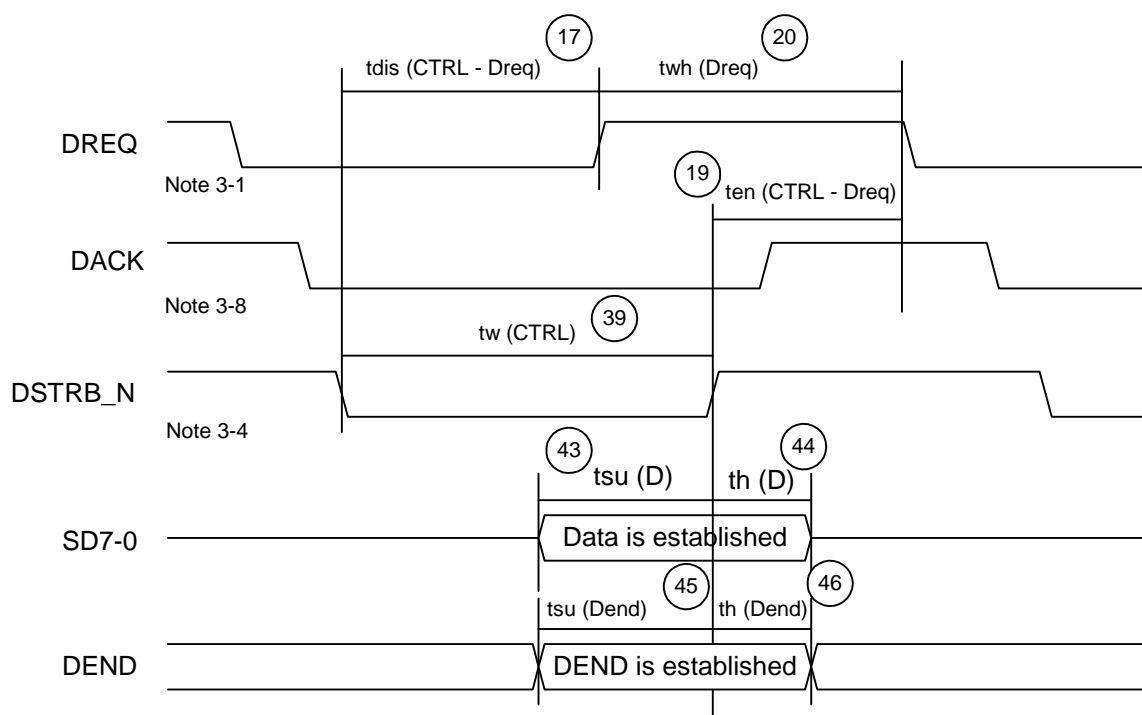 17
20
tdis (CTRL - Dreq)
twh (Dreq)
DREQ
Note 3-1
19
ten (CTRL - Dreq)
DACK
Note 3-8
39
tw (CTRL)
DSTRB_N
Note 3-4
43
44
tsu (D)
th (D)
SD7-0
Data is established
45
46
tsu (Dend)
th (Dend)
DEND
DEND is established